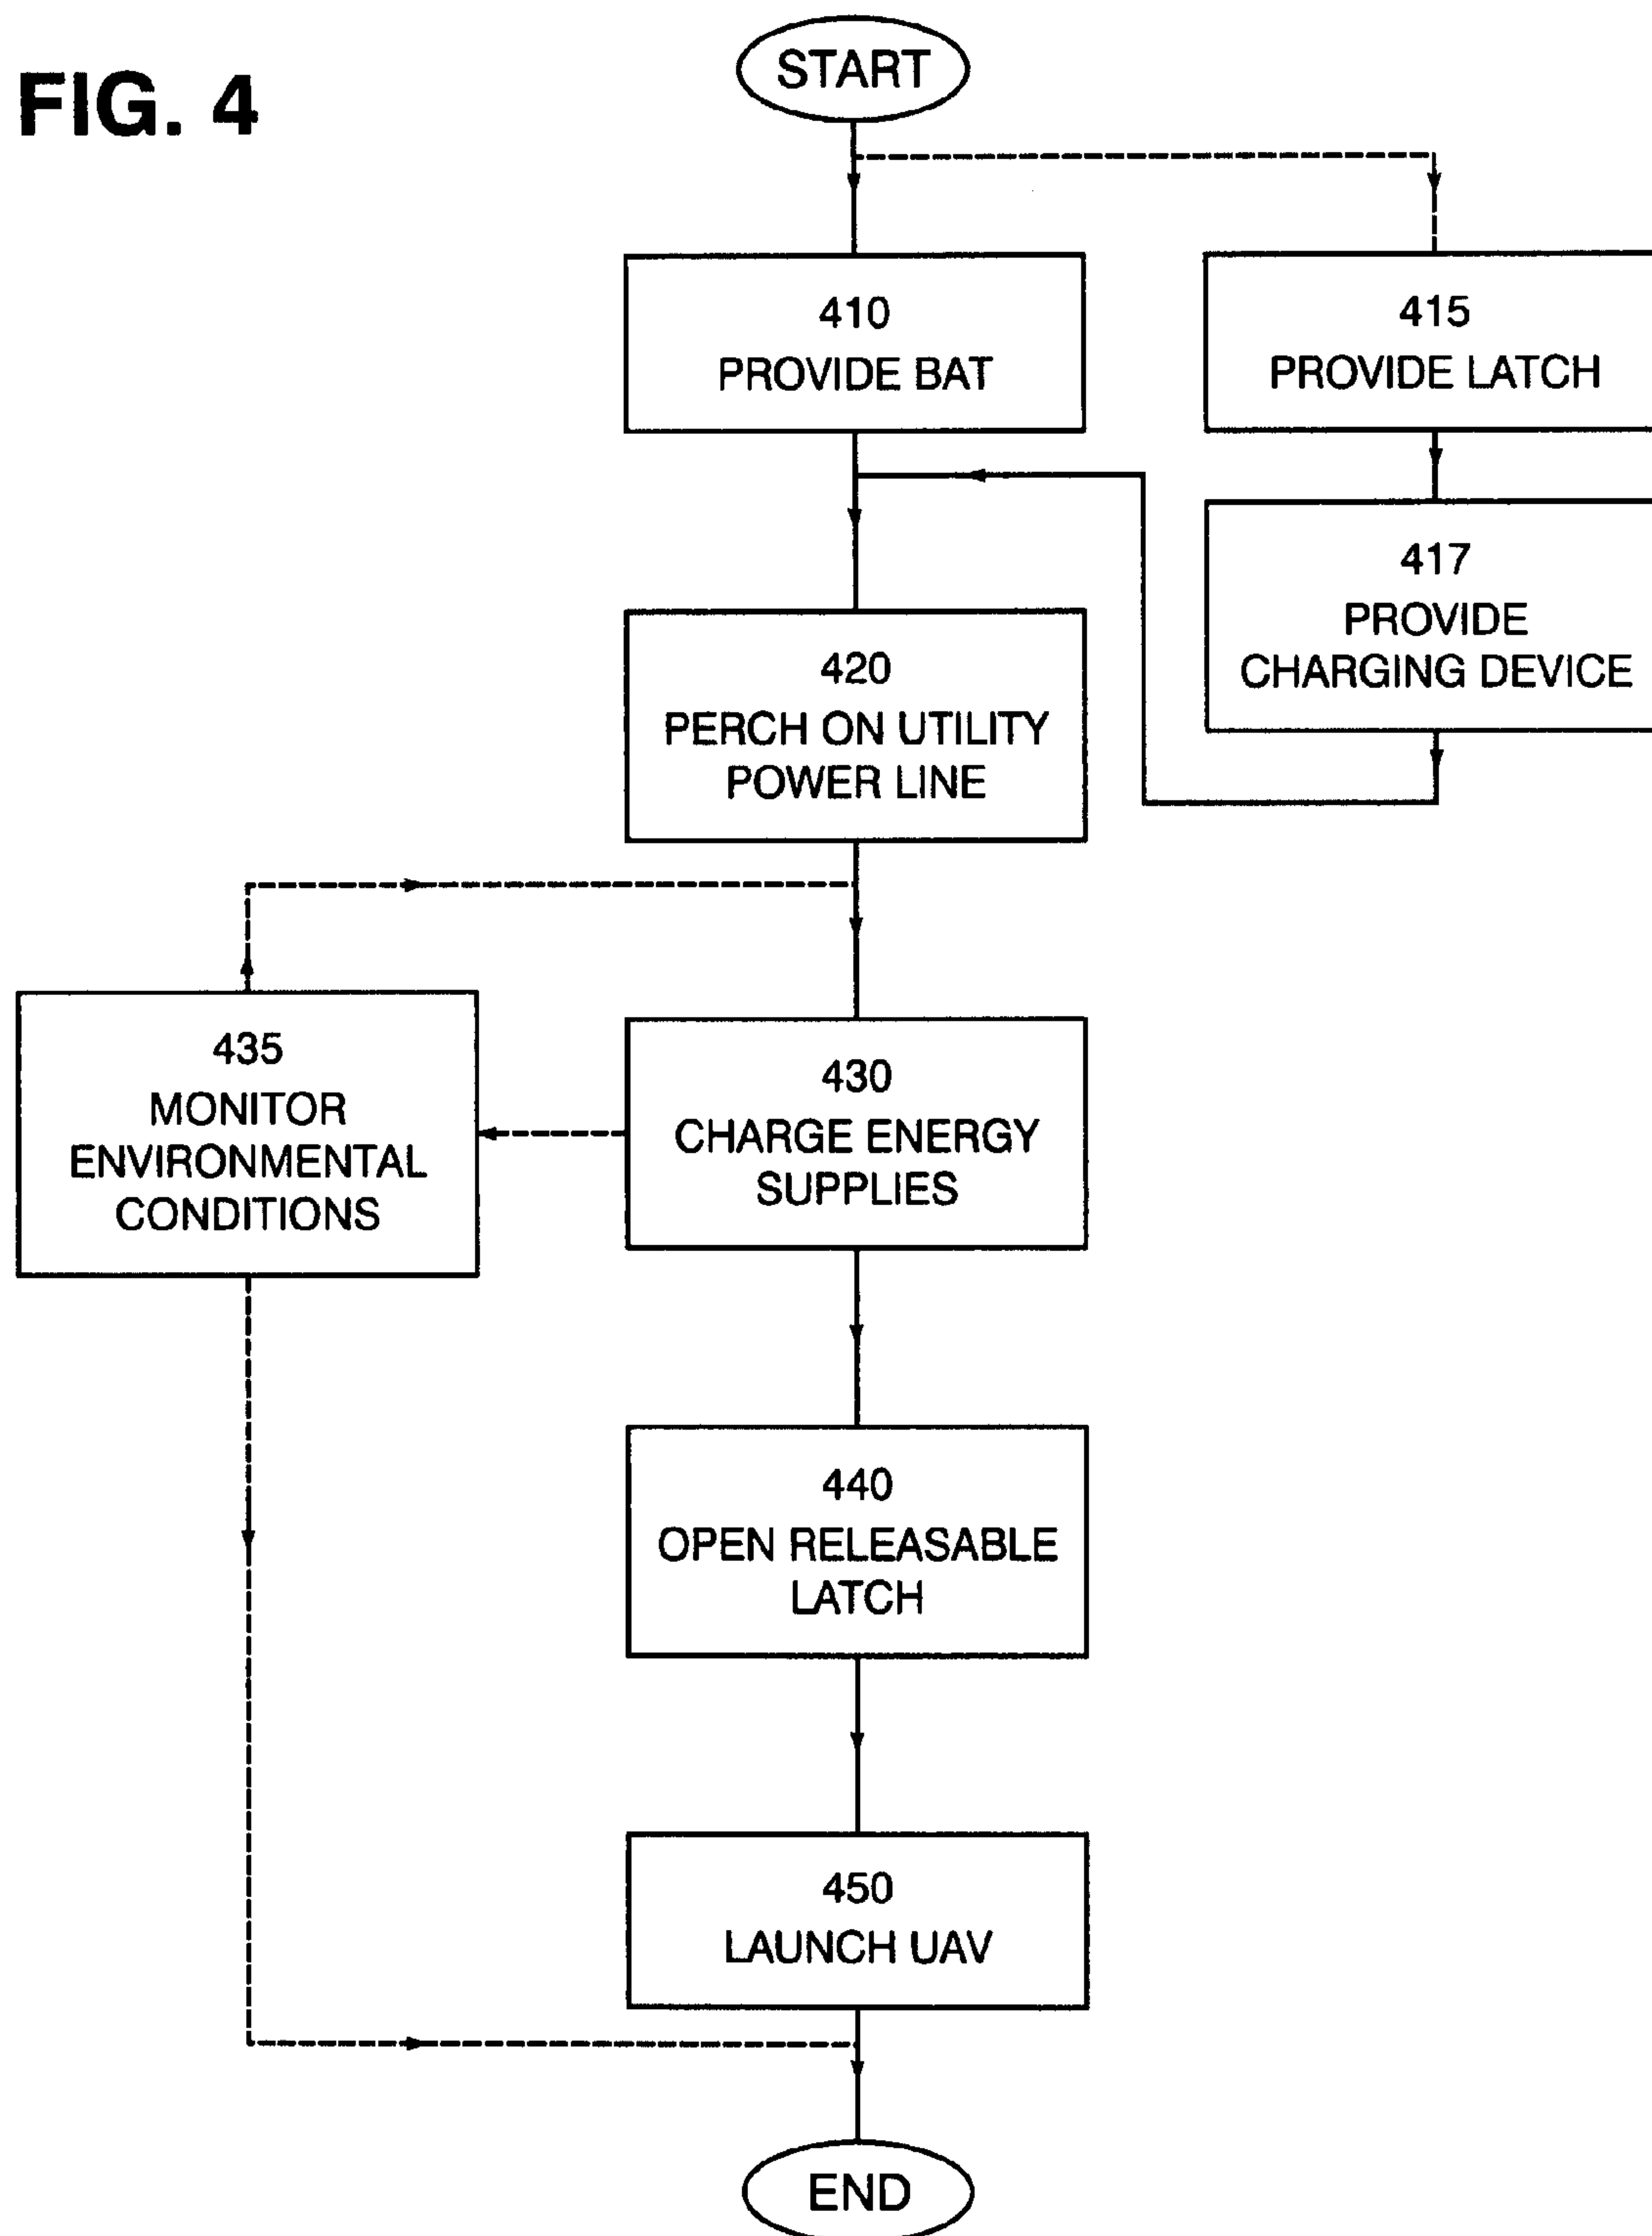 FIG. 4
START
410
PROVIDE BAT
415
PROVIDE LATCH
417
PROVIDE
CHARGING DEVICE
420
PERCH ON UTILITY
POWER LINE
435
MONITOR
ENVIRONMENTAL
CONDITIONS
430
CHARGE ENERGY
SUPPLIES
440
OPEN RELEASABLE
LATCH
450
LAUNCH UAV
END